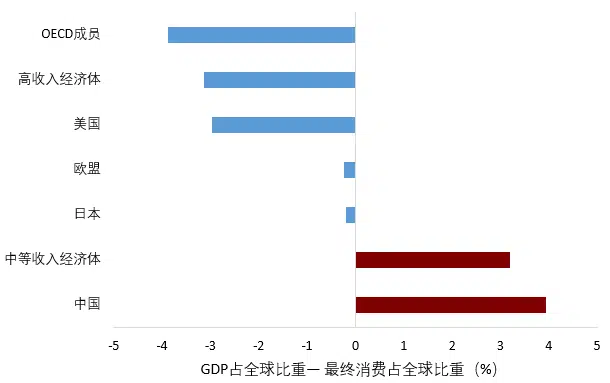 OECD成员
高收入经济体
美国
欧盟
日本
中等收入经济体
中国
-5 -4 -3 -2 -1 0 1 2 3 4 5
GDP占全球比重— 最终消费占全球比重（%）